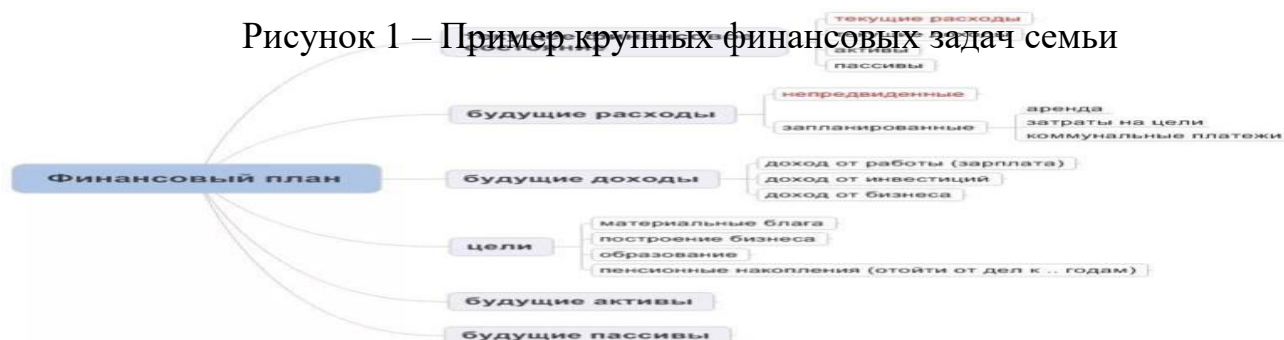 Рисунок 1 – Пример крупных финансовых задач семьи
текущие расходы
активы
пассивы
непредвиденные
будущие расходы
запланированные
аренда
затраты на цели
коммунальные платежи
Финансовый план
будущие доходы
доход от работы (зарплата)
доход от инвестиций
доход от бизнеса
цели
материальные блага
построение бизнеса
образование
пенсионные накопления (отойти от дел к .. годам)
будущие активы
будущие пассивы